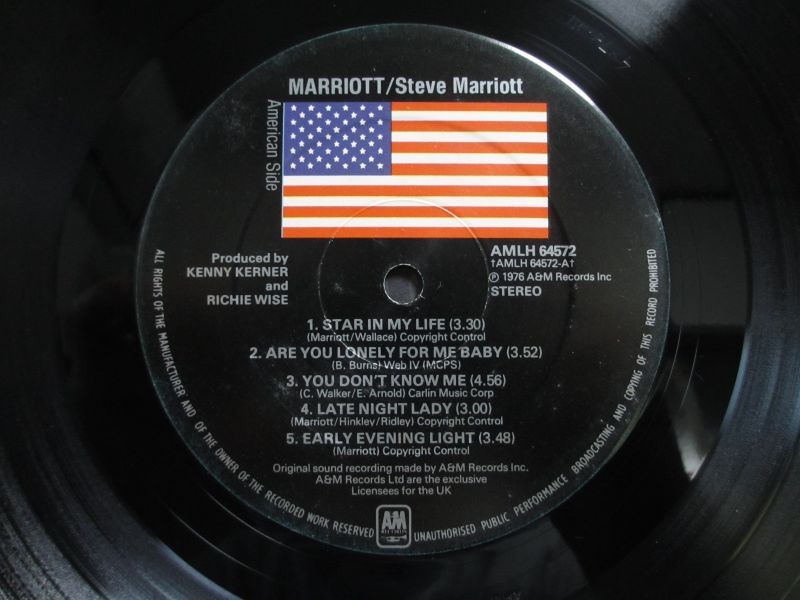 MARRIOTT/Steve Marriott
American Side
Produced by
KENNY KERNER
and
RICHIE WISE
AMLH 64572
†AMLH 64572-A†
Ⓟ 1976 A&M Records Inc
STEREO
1. STAR IN MY LIFE (3.30)
(Marriott/Wallace) Copyright Control
2. ARE YOU LONELY FOR ME BABY (3.52)
(B. Burns) Web IV (MCPS)
3. YOU DON'T KNOW ME (4.56)
(C. Walker/E. Arnold) Carlin Music Corp
4. LATE NIGHT LADY (3.00)
(Marriott/Hinkley/Ridley) Copyright Control
5. EARLY EVENING LIGHT (3.48)
(Marriott) Copyright Control
Original sound recording made by A&M Records Inc.
A&M Records Ltd are the exclusive
Licensees for the UK
A&M
RECORDS
ALL RIGHTS OF THE MANUFACTURER AND OF THE OWNER OF THE RECORDED WORK RESERVED
UNAUTHORISED PUBLIC PERFORMANCE BROADCASTING AND COPYING OF THIS RECORD PROHIBITED